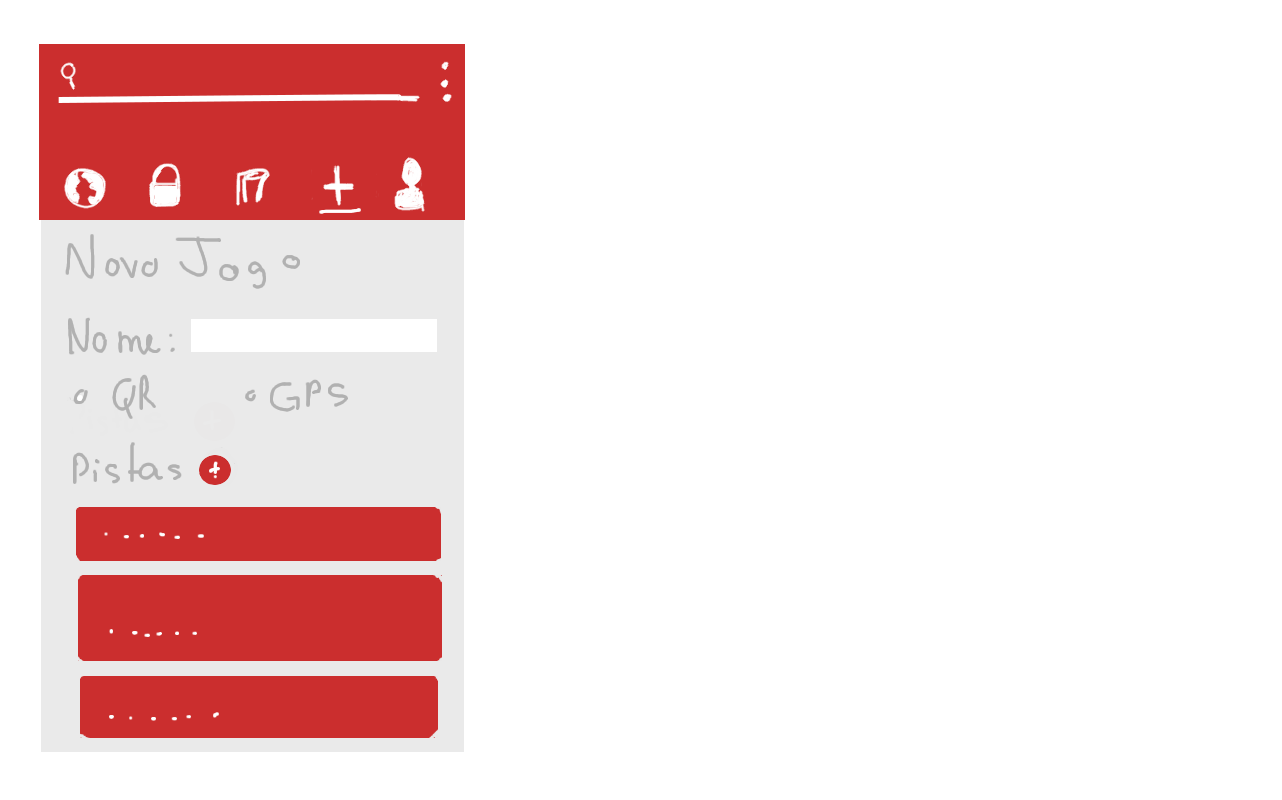 Novo Jogo
Nome:
QR GPS
Pistas +